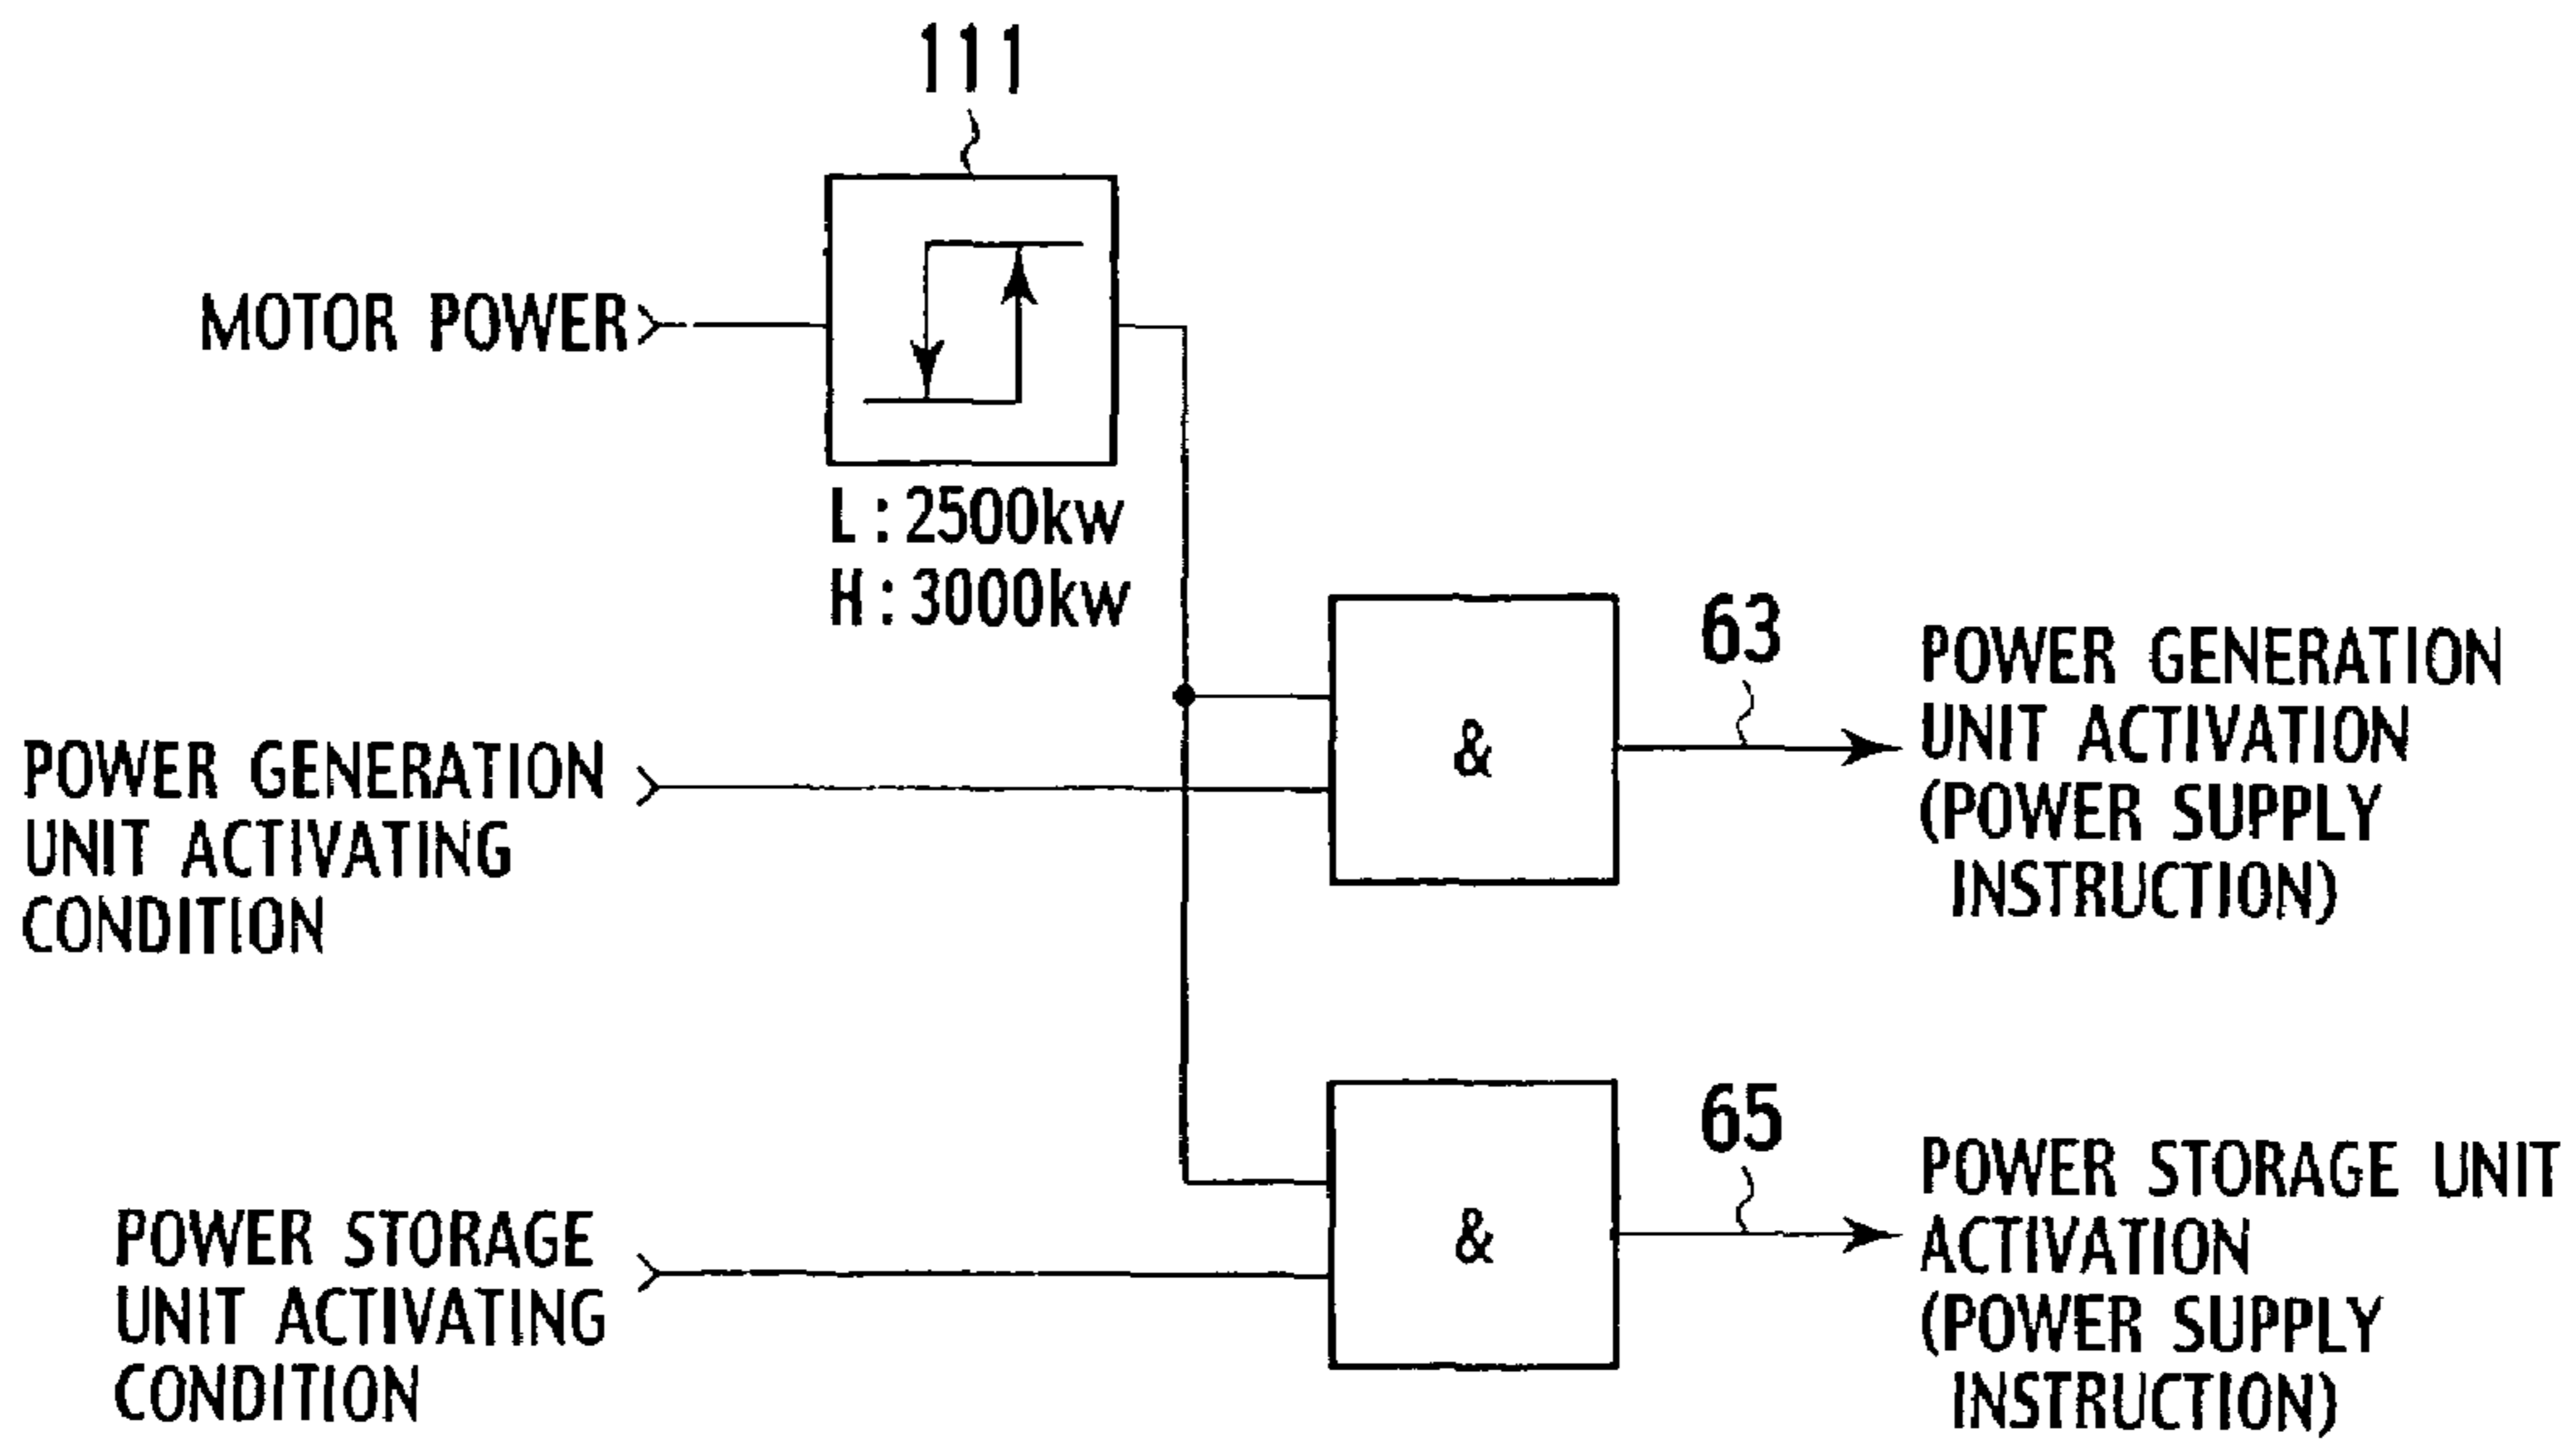 111
MOTOR POWER
L:2500kw
H:3000kw
63
POWER GENERATION
UNIT ACTIVATION
(POWER SUPPLY
INSTRUCTION)
&
POWER GENERATION
UNIT ACTIVATING
CONDITION
65
POWER STORAGE UNIT
ACTIVATION
(POWER SUPPLY
INSTRUCTION)
&
POWER STORAGE
UNIT ACTIVATING
CONDITION